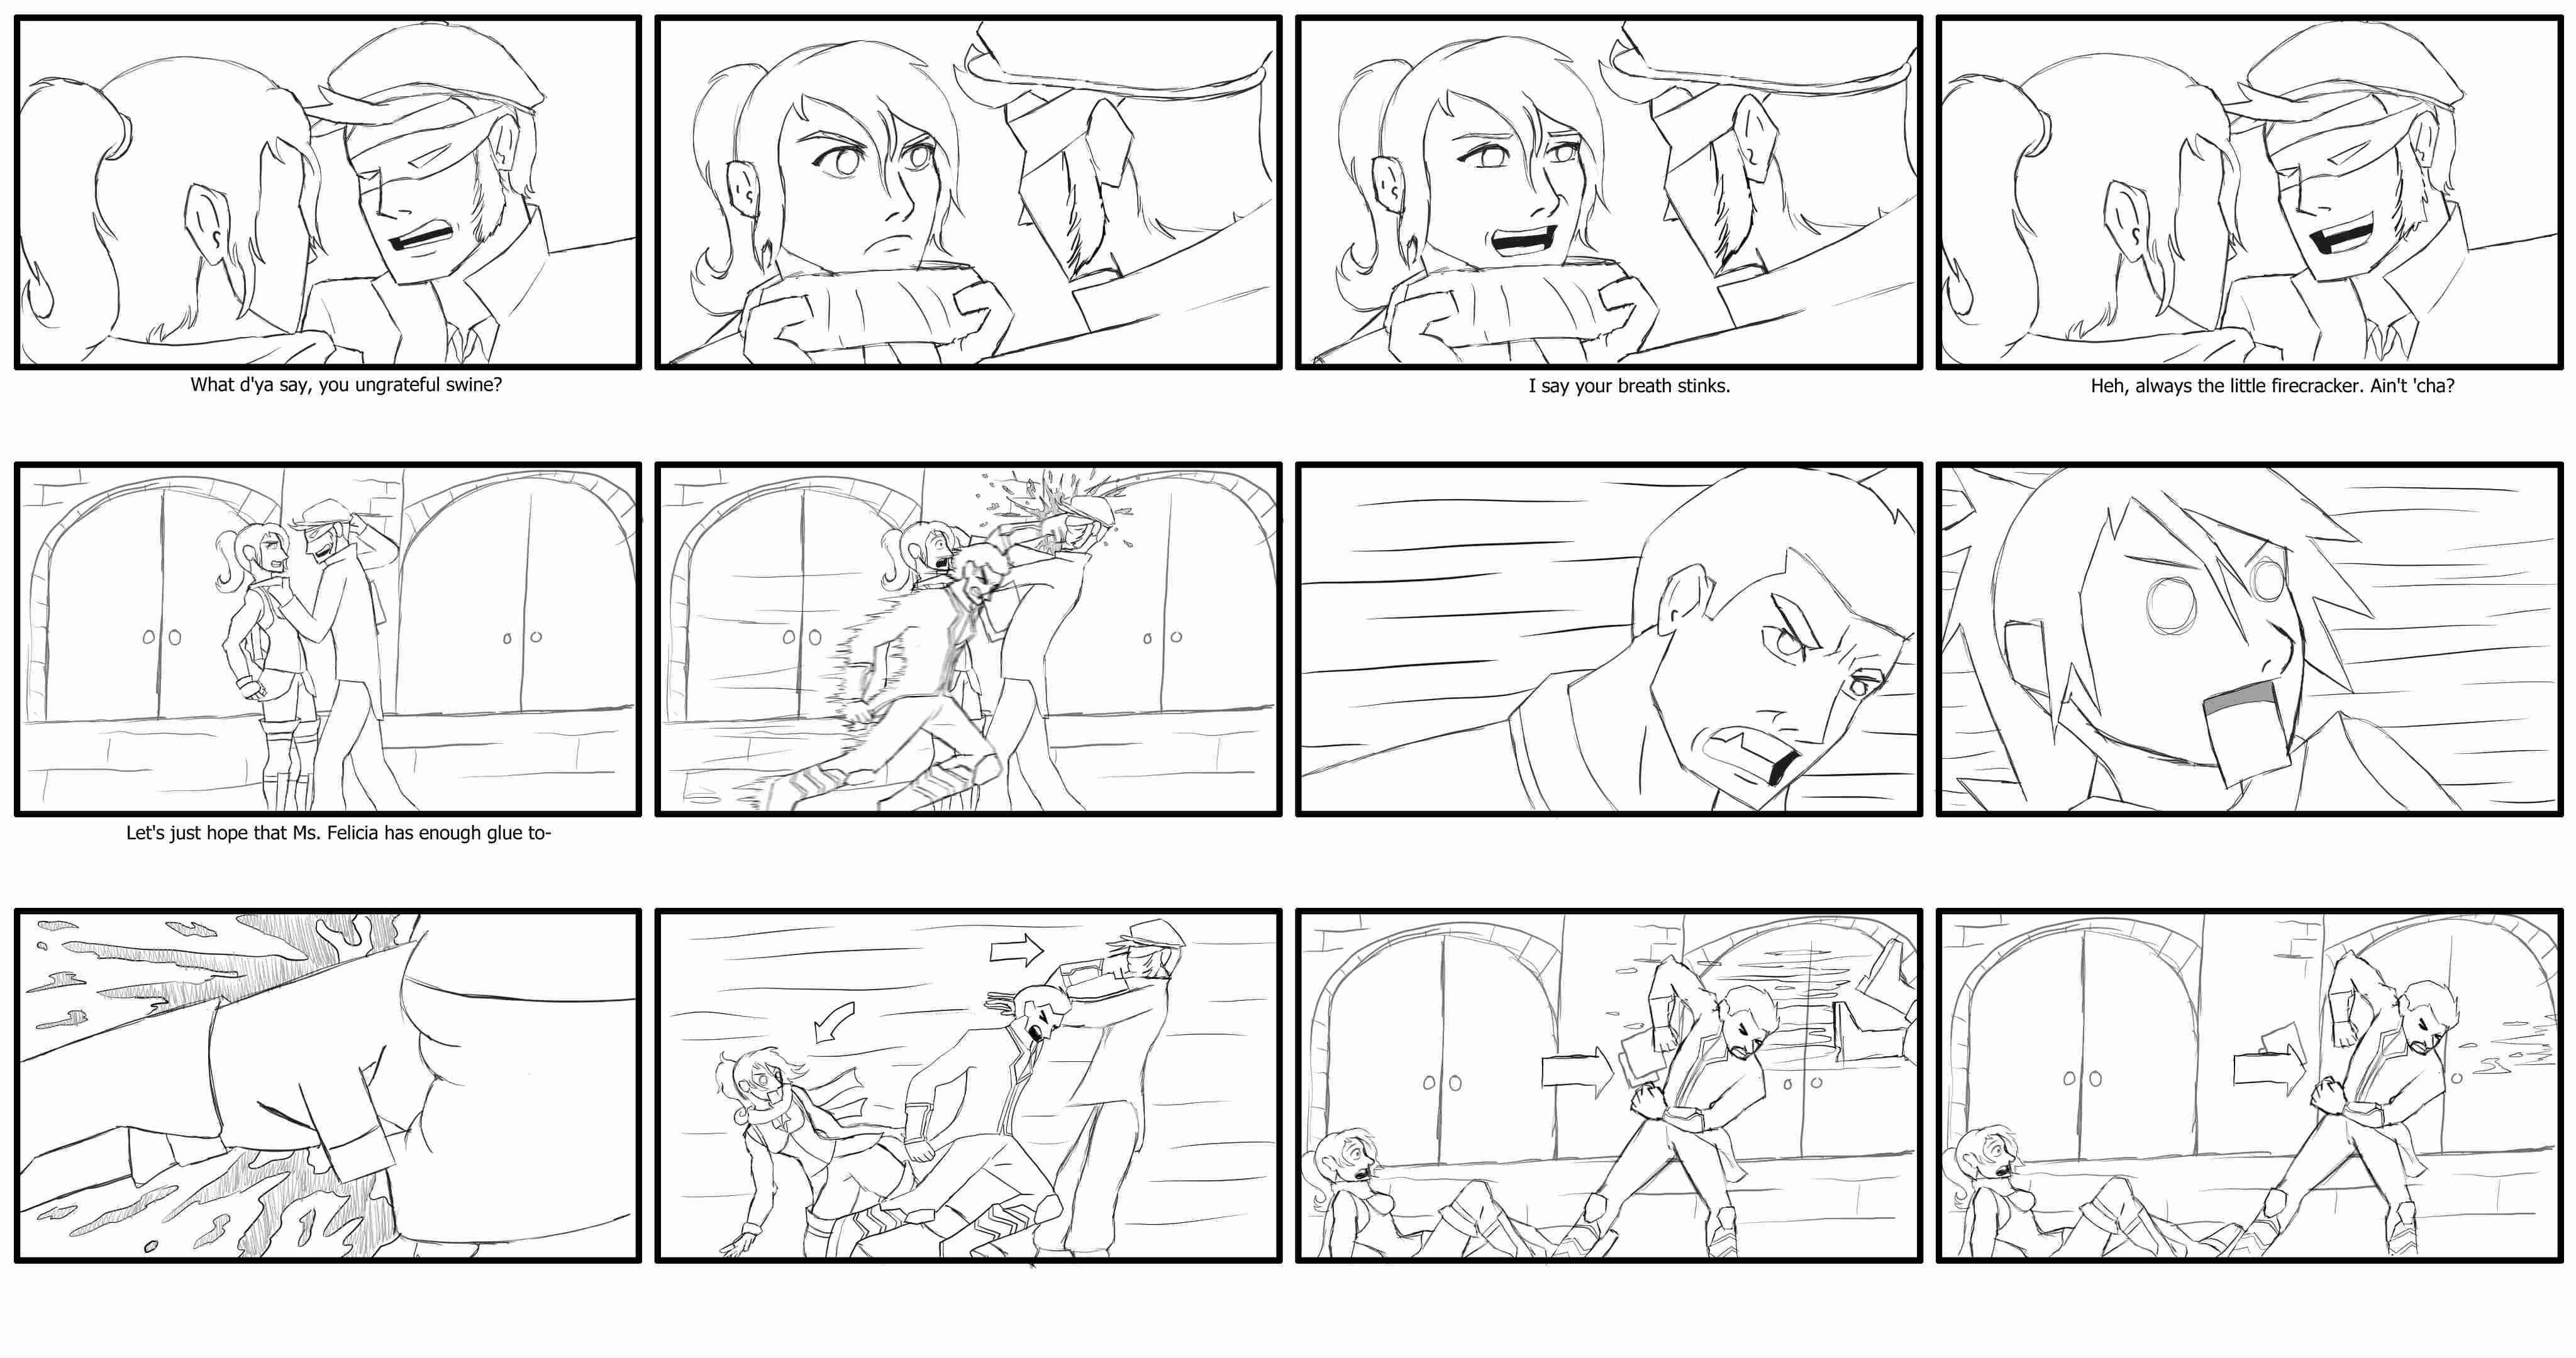 What d'ya say, you ungrateful swine?
I say your breath stinks.
Heh, always the little firecracker. Ain't 'cha?
Let's just hope that Ms. Felicia has enough glue to-